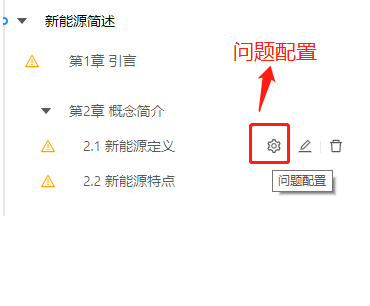 新能源简述
问题配置
第1章 引言
第2章 概念简介
2.1 新能源定义
问题配置
2.2 新能源特点